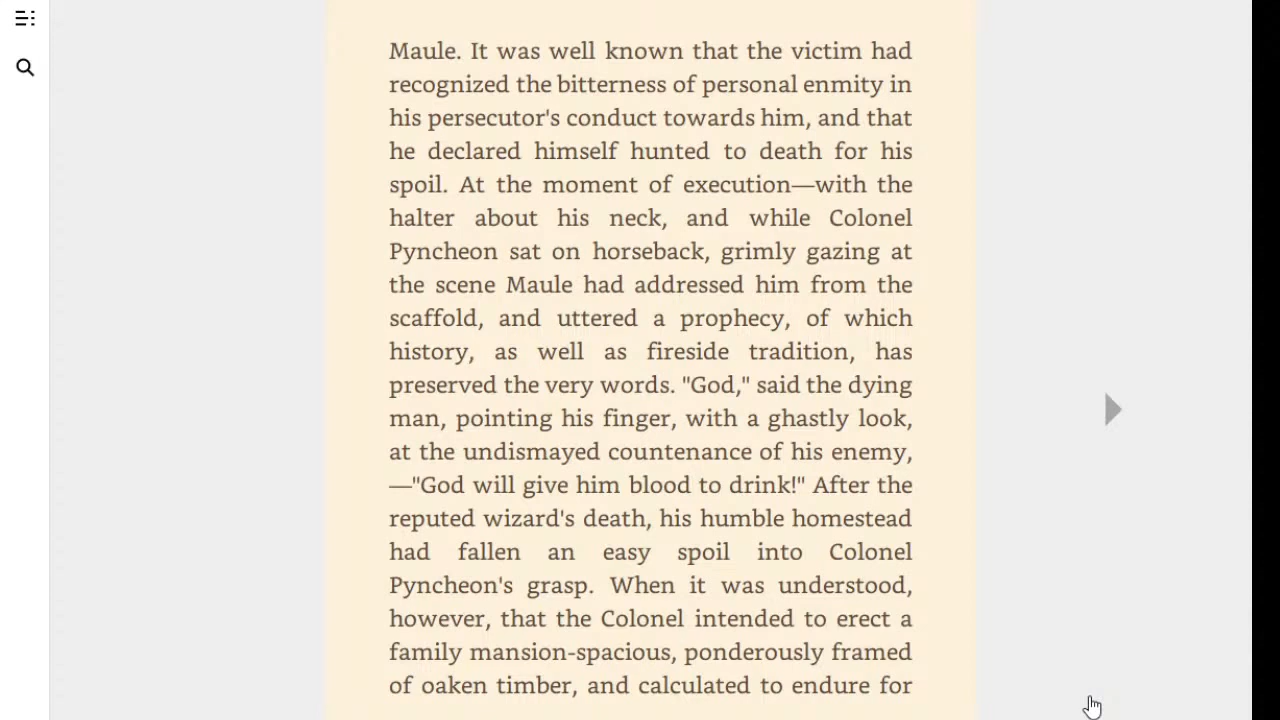 Maule. It was well known that the victim had
recognized the bitterness of personal enmity in
his persecutor's conduct towards him, and that
he declared himself hunted to death for his
spoil. At the moment of execution—with the
halter about his neck, and while Colonel
Pyncheon sat on horseback, grimly gazing at
the scene Maule had addressed him from the
scaffold, and uttered a prophecy, of which
history, as well as fireside tradition, has
preserved the very words. "God," said the dying
man, pointing his finger, with a ghastly look,
at the undismayed countenance of his enemy,
—"God will give him blood to drink!" After the
reputed wizard's death, his humble homestead
had fallen an easy spoil into Colonel
Pyncheon's grasp. When it was understood,
however, that the Colonel intended to erect a
family mansion-spacious, ponderously framed
of oaken timber, and calculated to endure for